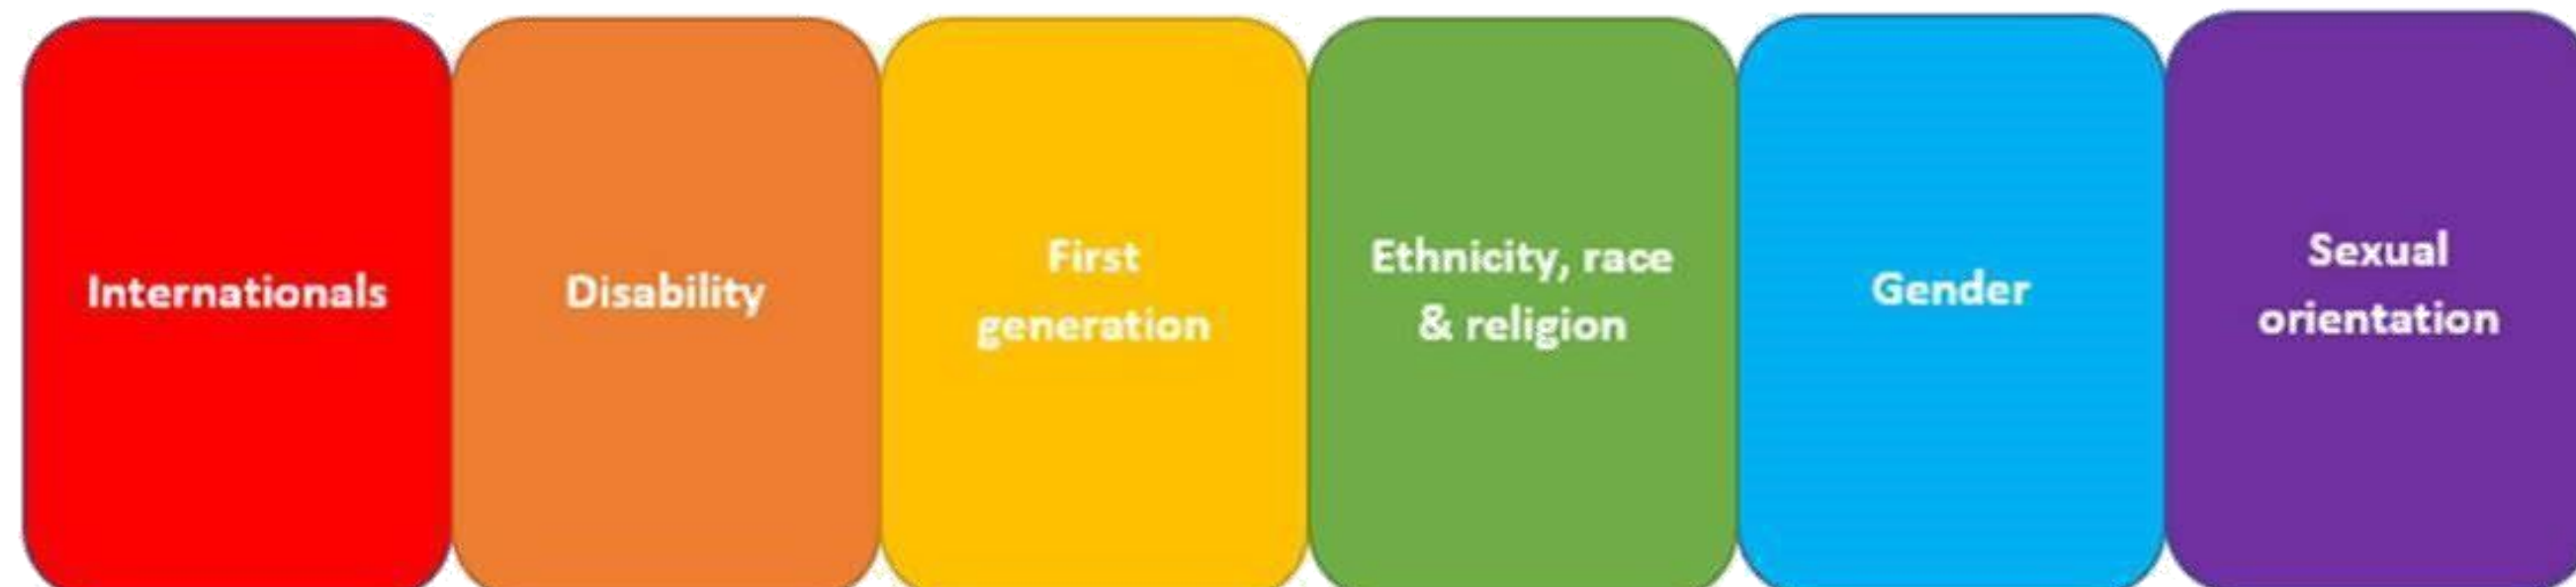 Internationals
Disability
First
generation
Ethnicity, race
& religion
Gender
Sexual
orientation